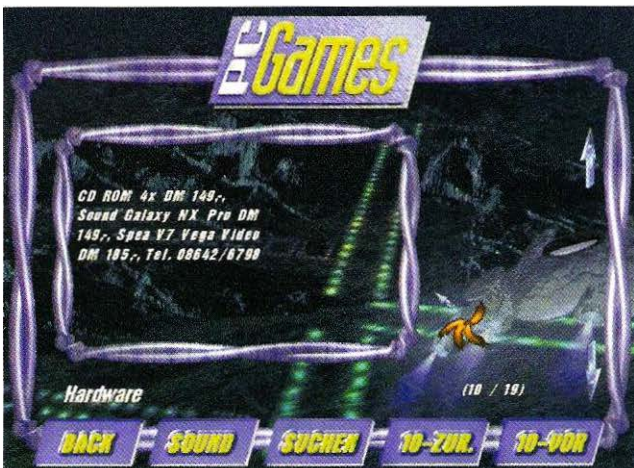 PC Games
CD ROM 4x DM 149,-,
Sound Galaxy NX Pro DM
149,-, Spea V.7 Vega Video
DM 185,-, Tel. 08642/6798
Hardware
(10 / 19)
BACK
SOUND
SUCHEN
10-ZUR.
10-VOR